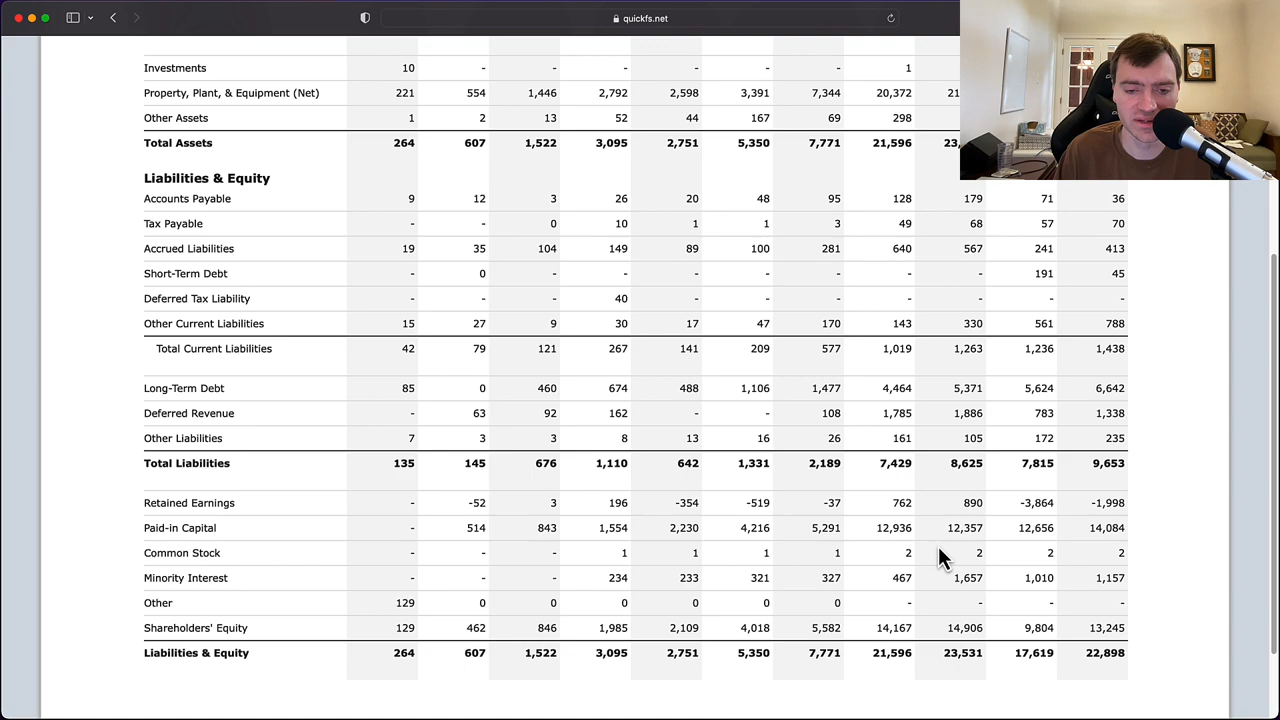 quickfs.net
Investments 10 - - - - - - 1
Property, Plant, & Equipment (Net) 221 554 1,446 2,792 2,598 3,391 7,344 20,372 21
Other Assets 1 2 13 52 44 167 69 298
Total Assets 264 607 1,522 3,095 2,751 5,350 7,771 21,596 23,
Liabilities & Equity
Accounts Payable 9 12 3 26 20 48 95 128 179 71 36
Tax Payable - - 0 10 1 1 3 49 68 57 70
Accrued Liabilities 19 35 104 149 89 100 281 640 567 241 413
Short-Term Debt - 0 - - - - - - - 191 45
Deferred Tax Liability - - - 40 - - - - - - -
Other Current Liabilities 15 27 9 30 17 47 170 143 330 561 788
Total Current Liabilities 42 79 121 267 141 209 577 1,019 1,263 1,236 1,438
Long-Term Debt 85 0 460 674 488 1,106 1,477 4,464 5,371 5,624 6,642
Deferred Revenue - 63 92 162 - - 108 1,785 1,886 783 1,338
Other Liabilities 7 3 3 8 13 16 26 161 105 172 235
Total Liabilities 135 145 676 1,110 642 1,331 2,189 7,429 8,625 7,815 9,653
Retained Earnings - -52 3 196 -354 -519 -37 762 890 -3,864 -1,998
Paid-in Capital - 514 843 1,554 2,230 4,216 5,291 12,936 12,357 12,656 14,084
Common Stock - - - 1 1 1 1 2 2 2 2
Minority Interest - - - 234 233 321 327 467 1,657 1,010 1,157
Other 129 0 0 0 0 0 0 - - - -
Shareholders' Equity 129 462 846 1,985 2,109 4,018 5,582 14,167 14,906 9,804 13,245
Liabilities & Equity 264 607 1,522 3,095 2,751 5,350 7,771 21,596 23,531 17,619 22,898